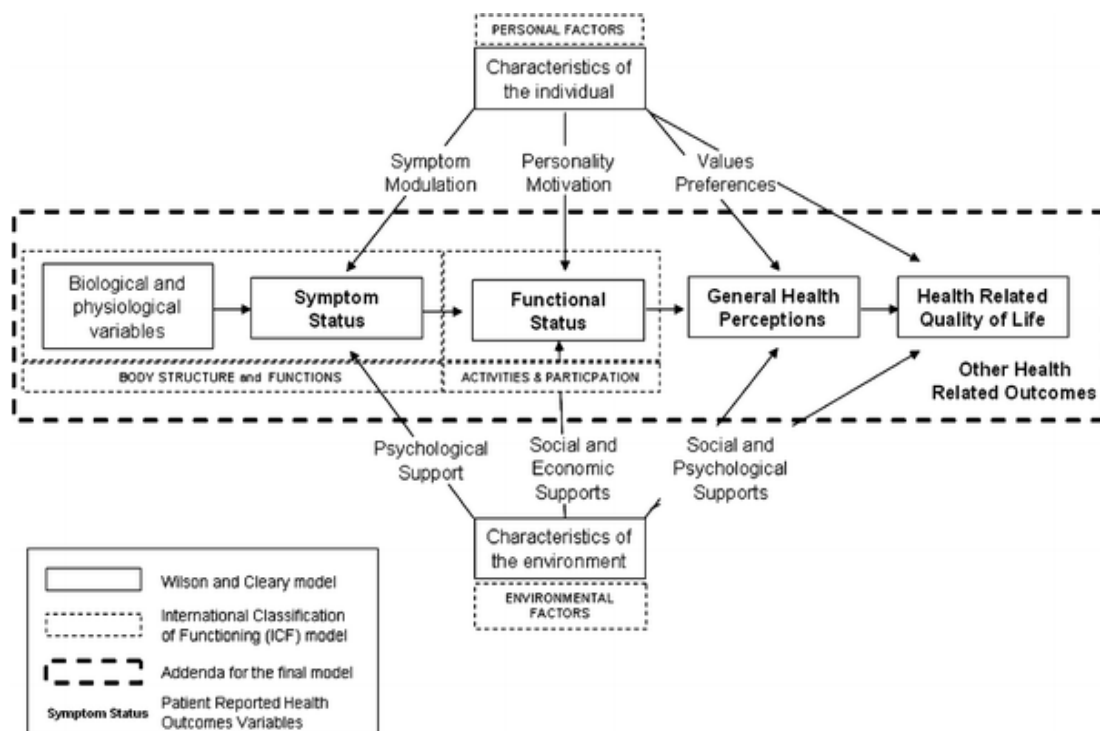 PERSONAL FACTORS
Characteristics of
the individual
Symptom
Modulation
Personality
Motivation
Values
Preferences
Biological and
physiological
variables
Symptom
Status
Functional
Status
General Health
Perceptions
Health Related
Quality of Life
BODY STRUCTURE and FUNCTIONS
ACTIVITIES & PARTICPATION
Other Health
Related Outcomes
Psychological
Support
Social and
Economic
Supports
Social and
Psychological
Supports
Characteristics of
the environment
ENVIRONMENTAL
FACTORS
Wilson and Cleary model
International Classification
of Functioning (ICF) model
Addenda for the final model
Symptom Status
Patient Reported Health
Outcomes Variables